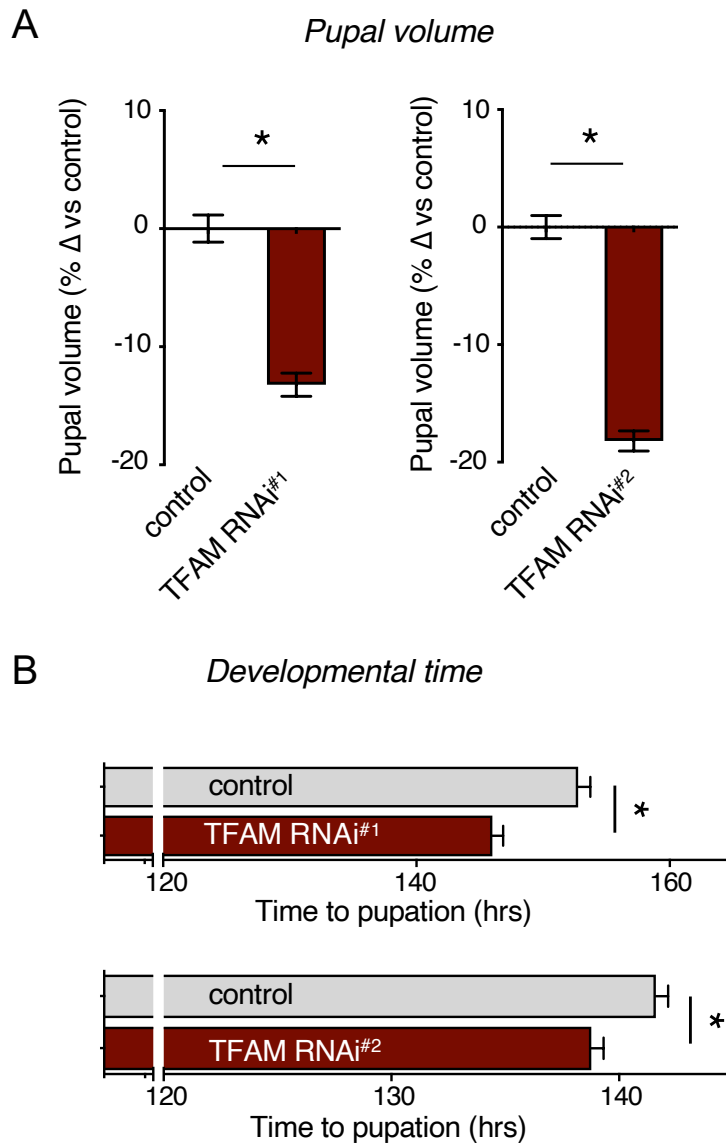 A
Pupal volume
Pupal volume (% Δ vs control)
10
0
-10
-20
*
control
TFAM RNAi#1
Pupal volume (% Δ vs control)
10
0
-10
-20
*
control
TFAM RNAi#2
B
Developmental time
control
TFAM RNAi#1
*
120 140 160
Time to pupation (hrs)
control
TFAM RNAi#2
*
120 130 140
Time to pupation (hrs)